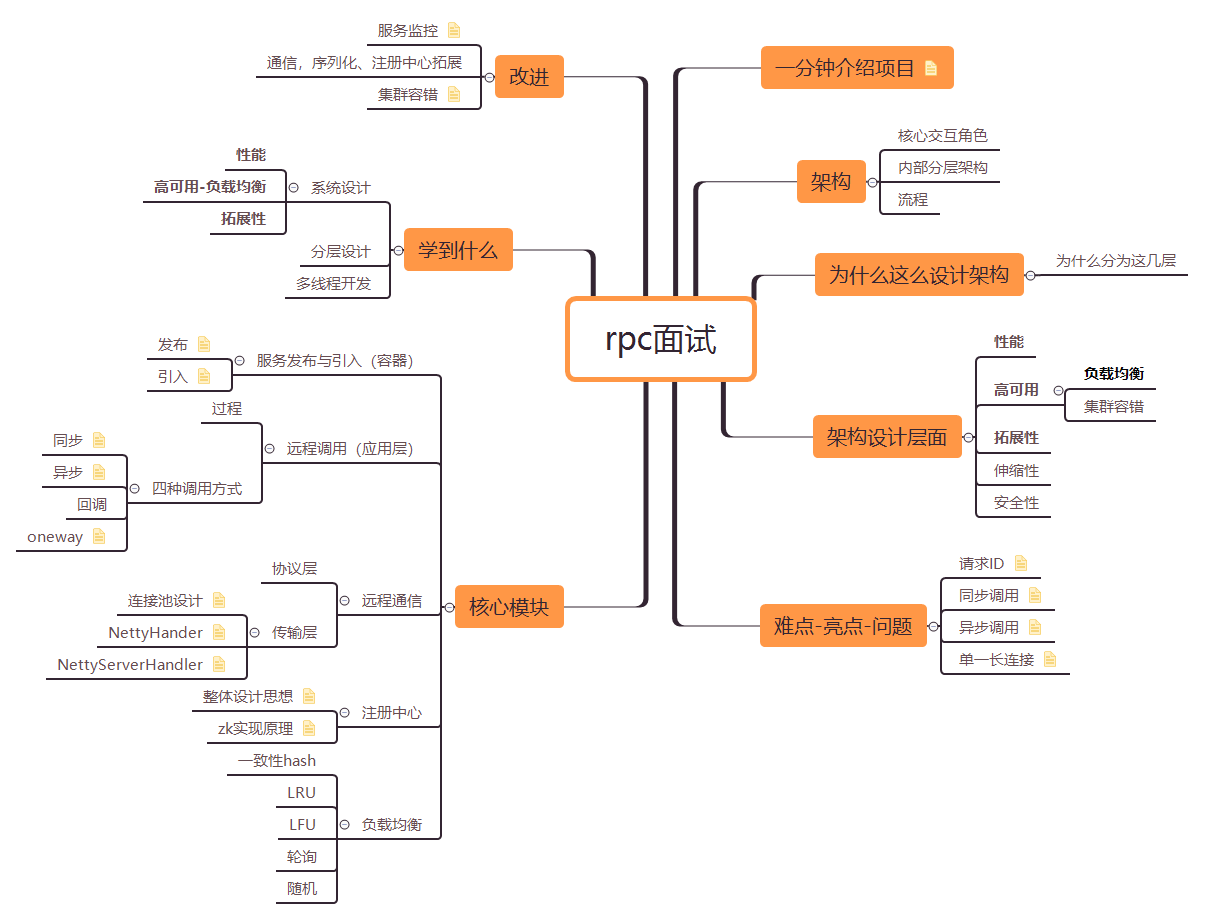 rpc面试
一分钟介绍项目
架构
核心交互角色
内部分层架构
流程
为什么这么设计架构
为什么分为这几层
架构设计层面
性能
高可用
负载均衡
集群容错
拓展性
伸缩性
安全性
难点-亮点-问题
请求ID
同步调用
异步调用
单一长连接
改进
服务监控
通信，序列化、注册中心拓展
集群容错
学到什么
系统设计
性能
高可用-负载均衡
拓展性
分层设计
多线程开发
核心模块
服务发布与引入（容器）
发布
引入
远程调用（应用层）
过程
四种调用方式
同步
异步
回调
oneway
远程通信
协议层
传输层
连接池设计
NettyHander
NettyServerHandler
注册中心
整体设计思想
zk实现原理
负载均衡
一致性hash
LRU
LFU
轮询
随机